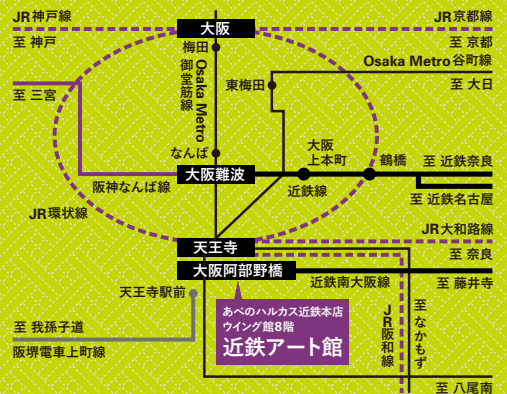 JR神戸線
大阪
JR京都線
至 神戸
梅田
至 京都
Osaka Metro
御堂筋線
Osaka Metro 谷町線
至 三宮
東梅田
至 大日
なんば
大阪
上本町
鶴橋
至 近鉄奈良
大阪難波
阪神なんば線
近鉄線
至 近鉄名古屋
JR環状線
JR大和路線
天王寺
至 奈良
大阪阿部野橋
近鉄南大阪線
至 藤井寺
天王寺駅前
あべのハルカス近鉄本店
ウイング館8階
近鉄アート館
JR阪和線
至 なかもず
至 我孫子道
阪堺電車上町線
至 八尾南